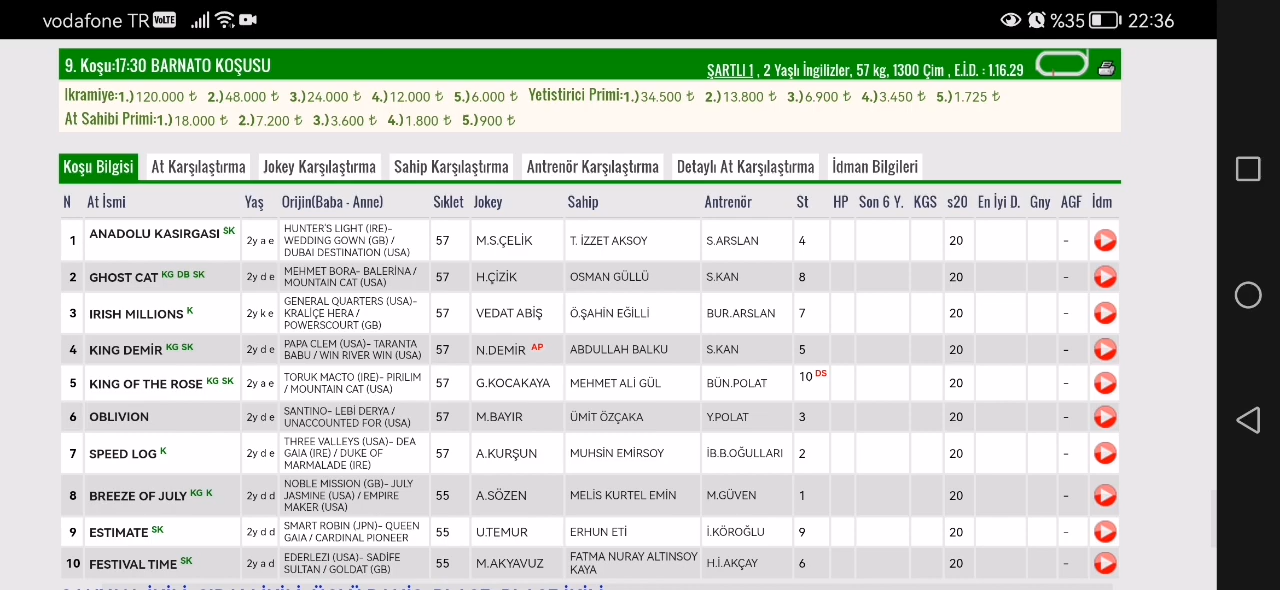 vodafone TR VoLTE %35 22:36
9. Koşu:17:30 BARNATO KOŞUSU ŞARTLI 1 , 2 Yaşlı İngilizler, 57 kg, 1300 Çim , E.İ.D. : 1.16.29
Ikramiye:1.)120.000 ₺ 2.)48.000 ₺ 3.)24.000 ₺ 4.)12.000 ₺ 5.)6.000 ₺ Yetistirici Primi:1.)34.500 ₺ 2.)13.800 ₺ 3.)6.900 ₺ 4.)3.450 ₺ 5.)1.725 ₺
At Sahibi Primi:1.)18.000 ₺ 2.)7.200 ₺ 3.)3.600 ₺ 4.)1.800 ₺ 5.)900 ₺
Koşu Bilgisi At Karşılaştırma Jokey Karşılaştırma Sahip Karşılaştırma Antrenör Karşılaştırma Detaylı At Karşılaştırma İdman Bilgileri
N At İsmi Yaş Orijin(Baba - Anne) Sıklet Jokey Sahip Antrenör St HP Son 6 Y. KGS s20 En İyi D. Gny AGF İdm
1 ANADOLU KASIRGASI SK 2y a e HUNTER'S LIGHT (IRE)- WEDDING GOWN (GB) / DUBAI DESTINATION (USA) 57 M.S.ÇELİK T. İZZET AKSOY S.ARSLAN 4 20 -
2 GHOST CAT KG DB SK 2y d e MEHMET BORA- BALERİNA / MOUNTAIN CAT (USA) 57 H.ÇİZİK OSMAN GÜLLÜ S.KAN 8 20 -
3 IRISH MILLIONS K 2y k e GENERAL QUARTERS (USA)- KRALİÇE HERA / POWERSCOURT (GB) 57 VEDAT ABİŞ Ö.ŞAHİN EĞİLLİ BUR.ARSLAN 7 20 -
4 KING DEMİR KG SK 2y d e PAPA CLEM (USA)- TARANTA BABU / WIN RIVER WIN (USA) 57 N.DEMİR AP ABDULLAH BALKU S.KAN 5 20 -
5 KING OF THE ROSE KG SK 2y a e TORUK MACTO (IRE)- PIRILIM / MOUNTAIN CAT (USA) 57 G.KOCAKAYA MEHMET ALİ GÜL BÜN.POLAT 10 DS 20 -
6 OBLIVION 2y d e SANTINO- LEBİ DERYA / UNACCOUNTED FOR (USA) 57 M.BAYIR ÜMİT ÖZÇAKA Y.POLAT 3 20 -
7 SPEED LOG K 2y d e THREE VALLEYS (USA)- DEA GAIA (IRE) / DUKE OF MARMALADE (IRE) 57 A.KURŞUN MUHSİN EMİRSOY İB.B.OĞULLARI 2 20 -
8 BREEZE OF JULY KG K 2y d d NOBLE MISSION (GB)- JULY JASMINE (USA) / EMPIRE MAKER (USA) 55 A.SÖZEN MELİS KURTEL EMİN M.GÜVEN 1 20 -
9 ESTIMATE SK 2y d d SMART ROBIN (JPN)- QUEEN GAIA / CARDINAL PIONEER 55 U.TEMUR ERHUN ETİ İ.KÖROĞLU 9 20 -
10 FESTIVAL TIME SK 2y a d EDERLEZI (USA)- SADİFE SULTAN / GOLDAT (GB) 55 M.AKYAVUZ FATMA NURAY ALTINSOY KAYA H.İ.AKÇAY 6 20 -